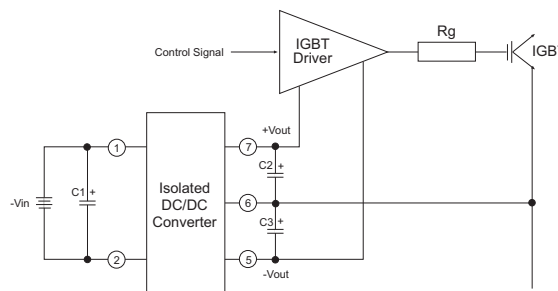 Rg
IGBT
Driver
Control Signal
IGB
+Vout
1
7
C2 +
C1 +
-Vin
Isolated
DC/DC
Converter
6
C3 +
2
5
-Vout